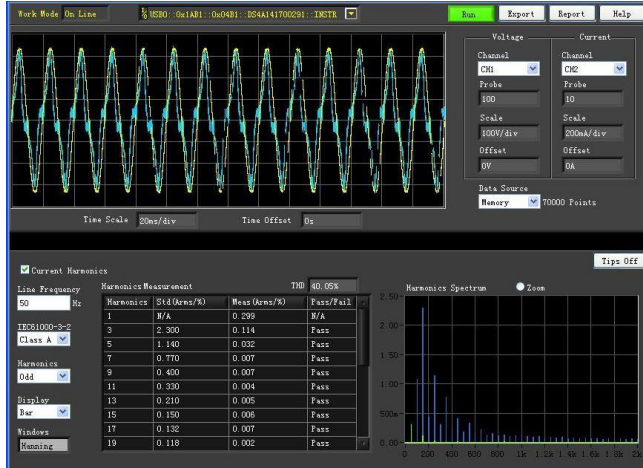 Work Mode On Line USB0::0x1AB1::0x04B1::DS4A141700291::INSTR Run Export Report Help
Voltage Current
Channel Channel
CH1 CH2
Probe Probe
100 10
Scale Scale
100V/div 200mA/div
Offset Offset
0V 0A
Data Source
Memory 70000 Points
Time Scale 20ms/div Time Offset 0s
Tips Off
Current Harmonics
Line Frequency
50 Hz
IEC61000-3-2
Class A
Harmonics
Odd
Display
Bar
Windows
Hanning
Harmonics Measurement THD 40.05%
Harmonics Std(Arms/%) Meas(Arms/%) Pass/Fail
1 N/A 0.299 N/A
3 2.300 0.114 Pass
5 1.140 0.032 Pass
7 0.770 0.007 Pass
9 0.400 0.007 Pass
11 0.330 0.004 Pass
13 0.210 0.005 Pass
15 0.150 0.006 Pass
17 0.132 0.007 Pass
19 0.118 0.002 Pass
Harmonics Spectrum Zoom
2.50
2.00
1.50
1.00
500m
0.00
0 200 400 600 800 1k 1.2k 1.4k 1.6k 1.8k 2k